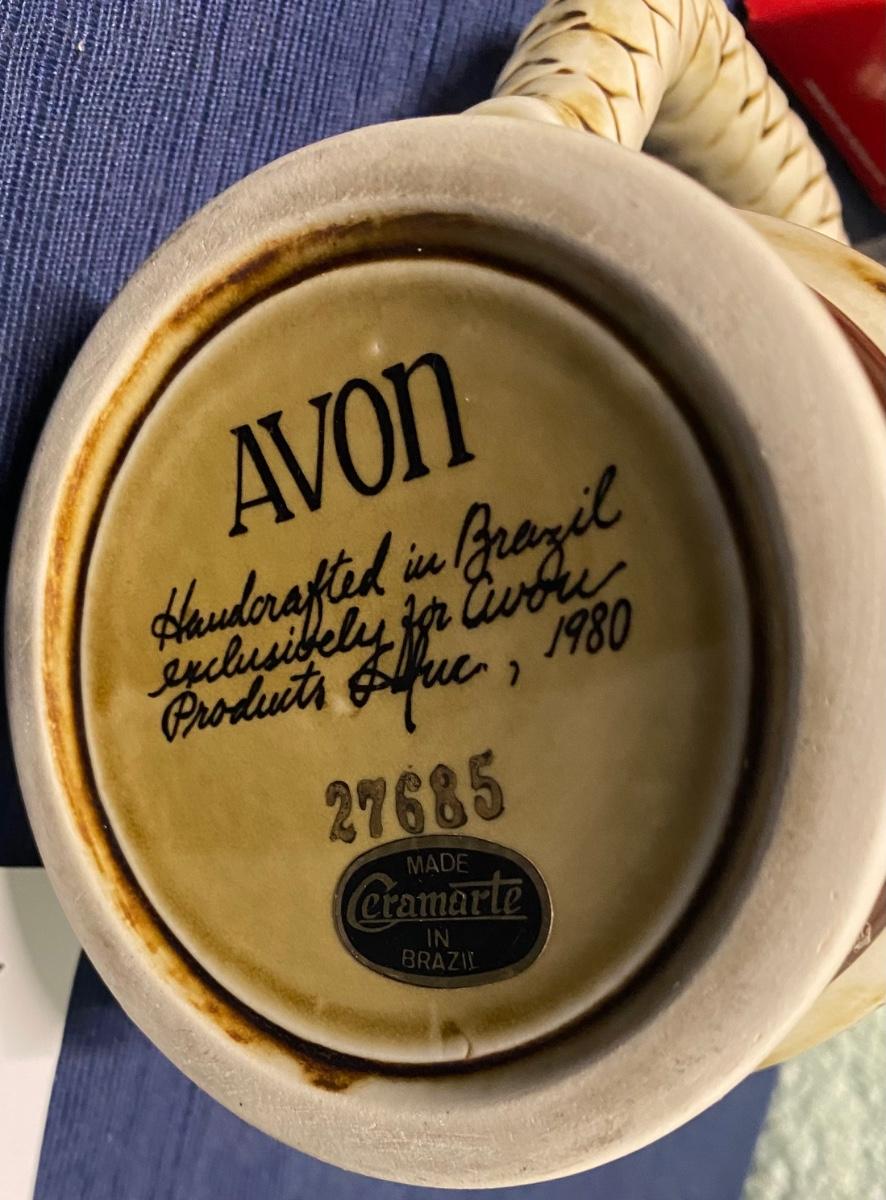 AVON
Handcrafted in Brazil
exclusively for Avon
Products Inc., 1980
27685
MADE
Ceramarte
IN
BRAZIL